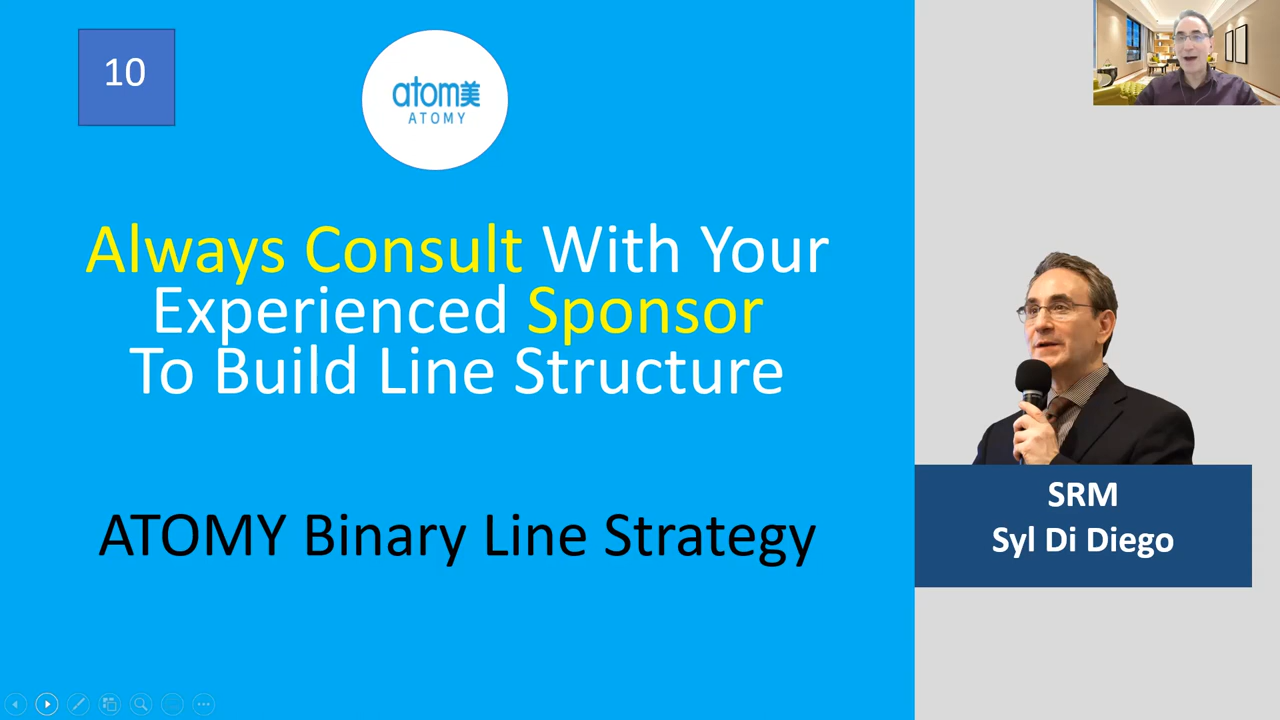 10
atom美
ATOMY
Always Consult With Your
Experienced Sponsor
To Build Line Structure
ATOMY Binary Line Strategy
SRM
Syl Di Diego